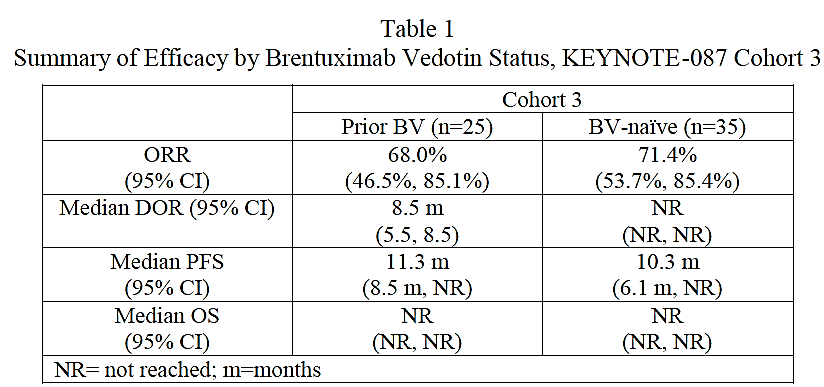 Table 1
Summary of Efficacy by Brentuximab Vedotin Status, KEYNOTE-087 Cohort 3
Cohort 3
Prior BV (n=25) BV-naïve (n=35)
ORR 68.0% 71.4%
(95% CI) (46.5%, 85.1%) (53.7%, 85.4%)
Median DOR (95% CI) 8.5 m NR
(5.5, 8.5) (NR, NR)
Median PFS 11.3 m 10.3 m
(95% CI) (8.5 m, NR) (6.1 m, NR)
Median OS NR NR
(95% CI) (NR, NR) (NR, NR)
NR= not reached; m=months